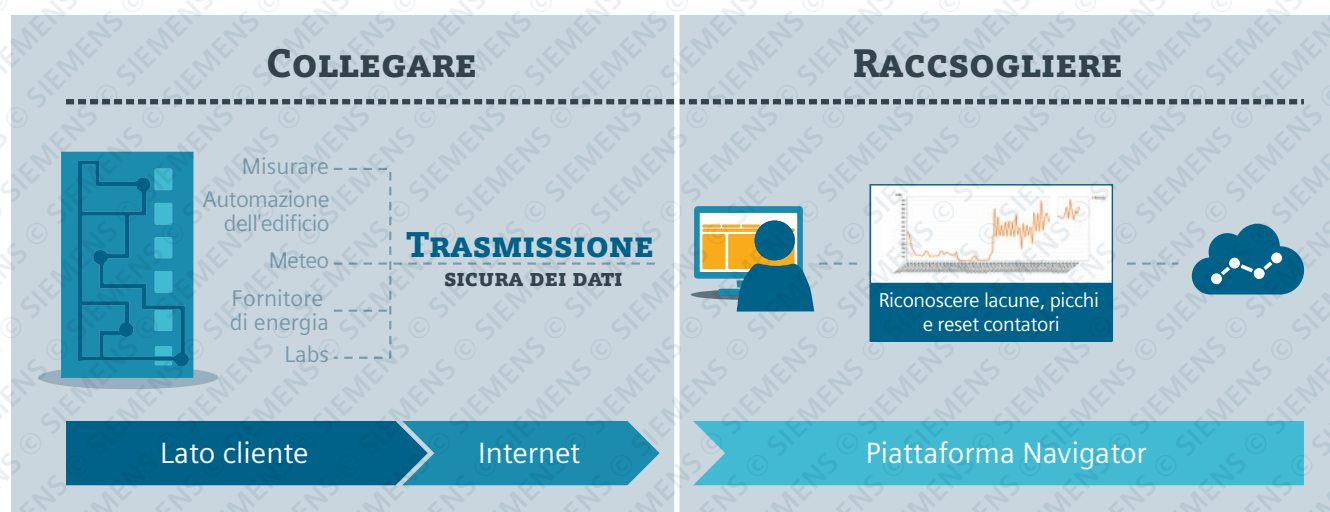 COLLEGARE
Misurare
Automazione
dell'edificio
Meteo
Fornitore
di energia
Labs
TRASMISSIONE
SICURA DEI DATI
Lato cliente
Internet
RACCSOGLIERE
Riconoscere lacune, picchi
e reset contatori
Piattaforma Navigator
© SIEMENS